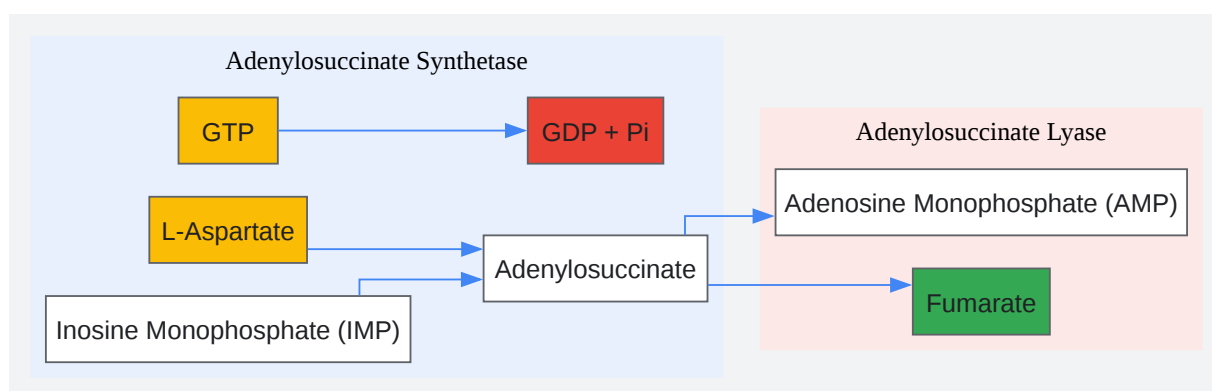 Adenylosuccinate Synthetase
GTP
GDP + Pi
L-Aspartate
Adenylosuccinate
Inosine Monophosphate (IMP)
Adenylosuccinate Lyase
Adenosine Monophosphate (AMP)
Fumarate